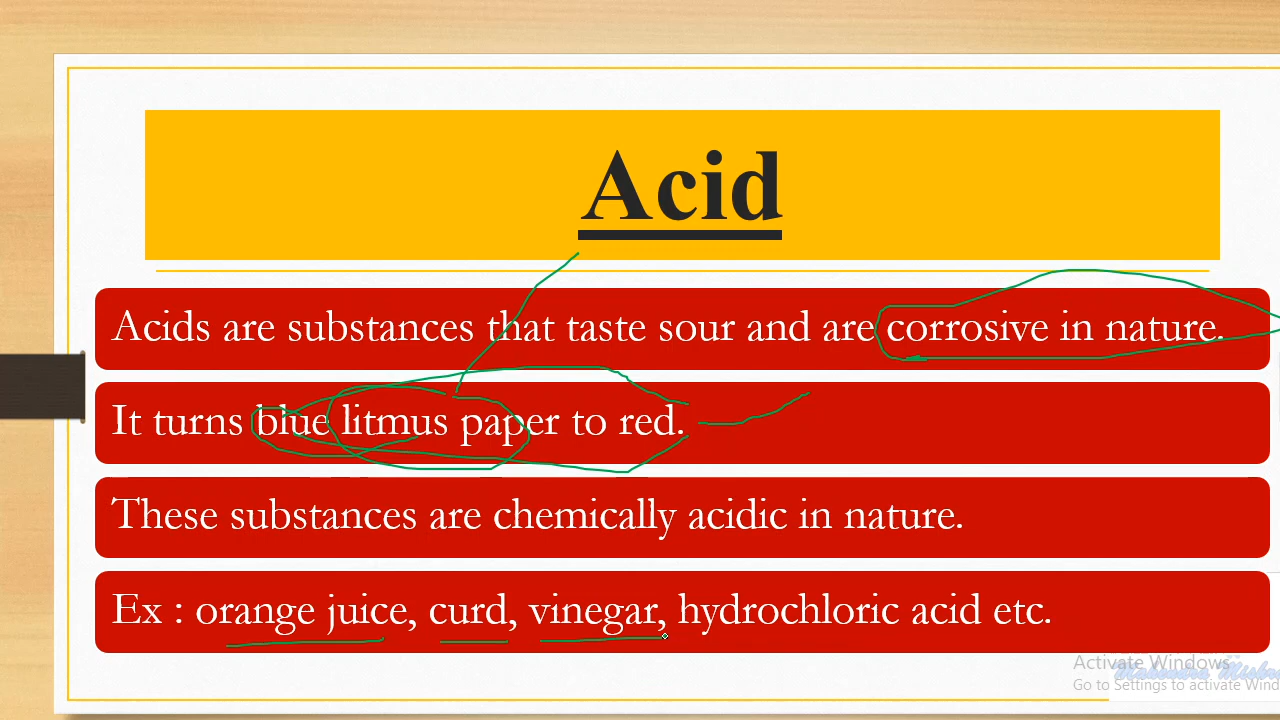 Acid
Acids are substances that taste sour and are corrosive in nature.
It turns blue litmus paper to red.
These substances are chemically acidic in nature.
Ex : orange juice, curd, vinegar, hydrochloric acid etc.
Activate Windows
Go to Settings to activate Wind